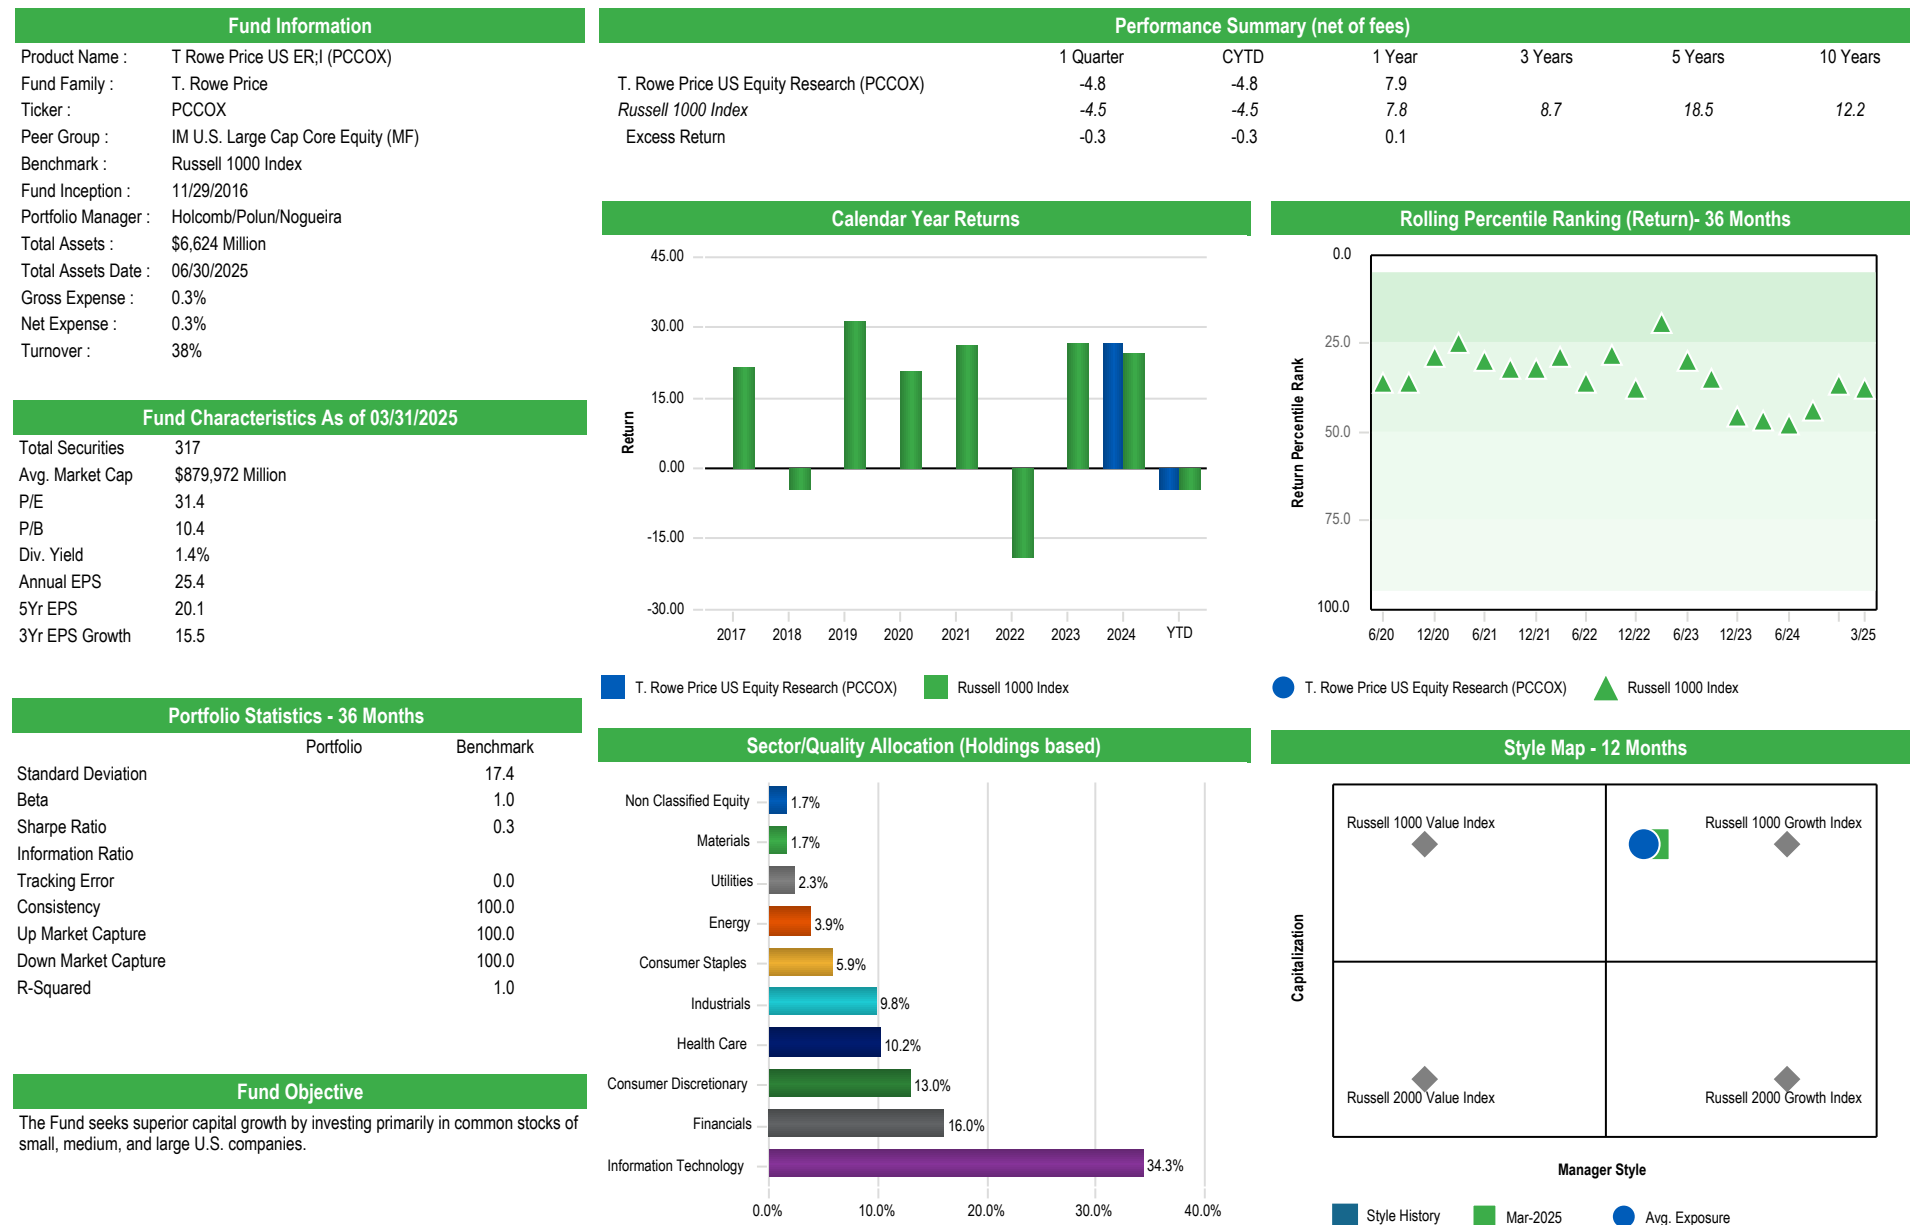 Fund Information
Product Name : T Rowe Price US ER;I (PCCOX)
Fund Family : T. Rowe Price
Ticker : PCCOX
Peer Group : IM U.S. Large Cap Core Equity (MF)
Benchmark : Russell 1000 Index
Fund Inception : 11/29/2016
Portfolio Manager : Holcomb/Polun/Nogueira
Total Assets : $6,624 Million
Total Assets Date : 06/30/2025
Gross Expense : 0.3%
Net Expense : 0.3%
Turnover : 38%
Fund Characteristics As of 03/31/2025
Total Securities 317
Avg. Market Cap $879,972 Million
P/E 31.4
P/B 10.4
Div. Yield 1.4%
Annual EPS 25.4
5Yr EPS 20.1
3Yr EPS Growth 15.5
Portfolio Statistics - 36 Months
Portfolio Benchmark
Standard Deviation 17.4
Beta 1.0
Sharpe Ratio 0.3
Information Ratio
Tracking Error 0.0
Consistency 100.0
Up Market Capture 100.0
Down Market Capture 100.0
R-Squared 1.0
Fund Objective
The Fund seeks superior capital growth by investing primarily in common stocks of
small, medium, and large U.S. companies.
Performance Summary (net of fees)
1 Quarter CYTD 1 Year 3 Years 5 Years 10 Years
T. Rowe Price US Equity Research (PCCOX) -4.8 -4.8 7.9
Russell 1000 Index -4.5 -4.5 7.8 8.7 18.5 12.2
Excess Return -0.3 -0.3 0.1
Calendar Year Returns
45.00
30.00
15.00
0.00
-15.00
-30.00
Return
2017 2018 2019 2020 2021 2022 2023 2024 YTD
T. Rowe Price US Equity Research (PCCOX) Russell 1000 Index
Rolling Percentile Ranking (Return)- 36 Months
0.0
25.0
50.0
75.0
100.0
Return Percentile Rank
6/20 12/20 6/21 12/21 6/22 12/22 6/23 12/23 6/24 3/25
T. Rowe Price US Equity Research (PCCOX) Russell 1000 Index
Sector/Quality Allocation (Holdings based)
Non Classified Equity 1.7%
Materials 1.7%
Utilities 2.3%
Energy 3.9%
Consumer Staples 5.9%
Industrials 9.8%
Health Care 10.2%
Consumer Discretionary 13.0%
Financials 16.0%
Information Technology 34.3%
0.0% 10.0% 20.0% 30.0% 40.0%
Style Map - 12 Months
Russell 1000 Value Index Russell 1000 Growth Index
Capitalization
Russell 2000 Value Index Russell 2000 Growth Index
Manager Style
Style History Mar-2025 Avg. Exposure